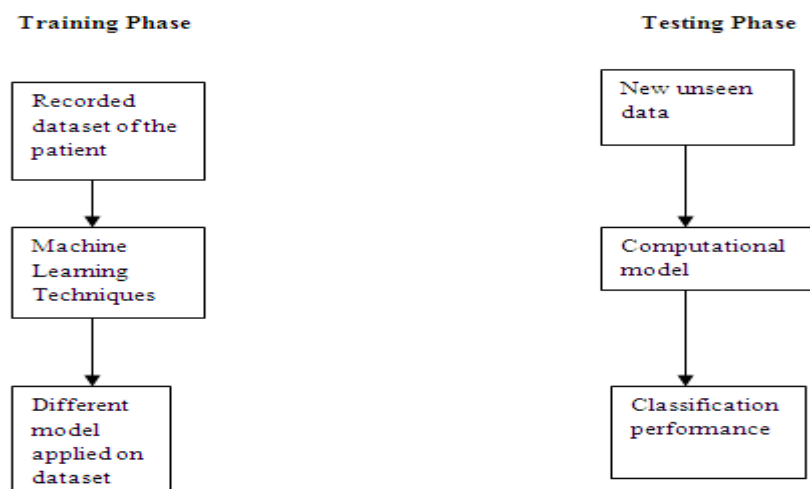 Training Phase
Testing Phase
Recorded
dataset of the
patient
New unseen
data
Machine
Learning
Techniques
Computational
model
Different
model
applied on
dataset
Classification
performance